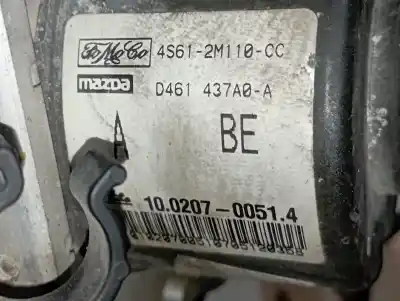 FoMoCo 4S61-2M110-CC
mazda D461 437A0-A
A BE
10.0207-0051.4